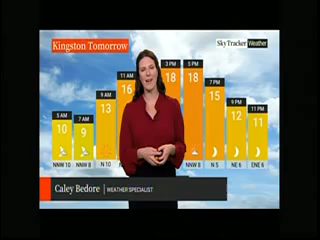 Kingston Tomorrow
SkyTracker Weather
5 AM
7 AM
9 AM
11 AM
3 PM
5 PM
7 PM
9 PM
11 PM
10
9
13
16
18
18
15
12
11
NNW 10
NNW 8
N 10
NNW 8
N 5
NE 6
ENE 6
Caley Bedore | WEATHER SPECIALIST